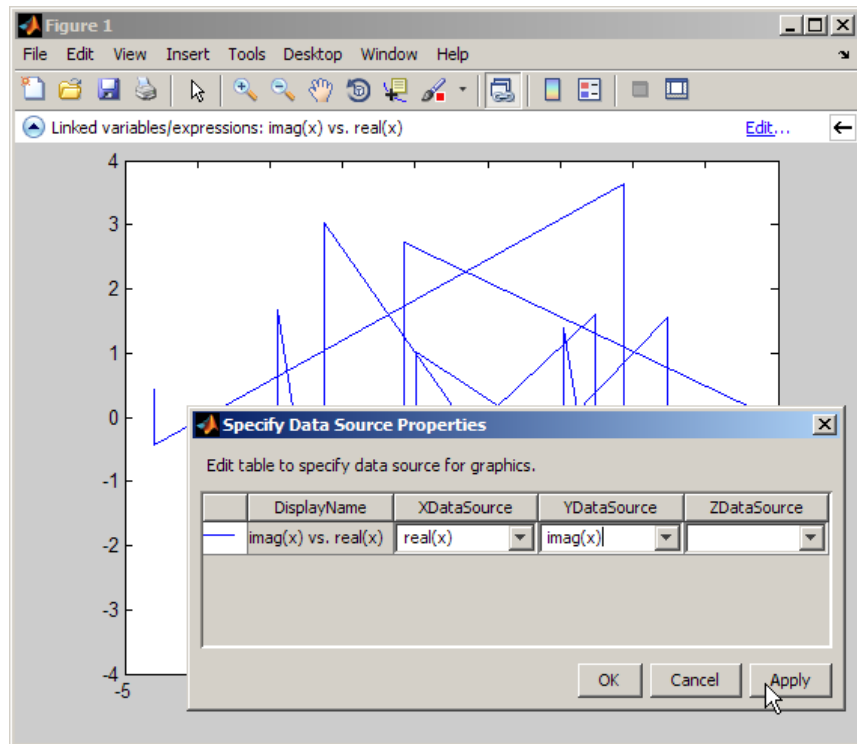 Figure 1
File Edit View Insert Tools Desktop Window Help
Linked variables/expressions: imag(x) vs. real(x) Edit...
4
3
2
1
0
-1
-2
-3
-4
-5
Specify Data Source Properties
Edit table to specify data source for graphics.
DisplayName XDataSource YDataSource ZDataSource
imag(x) vs. real(x) real(x) imag(x)
OK Cancel Apply